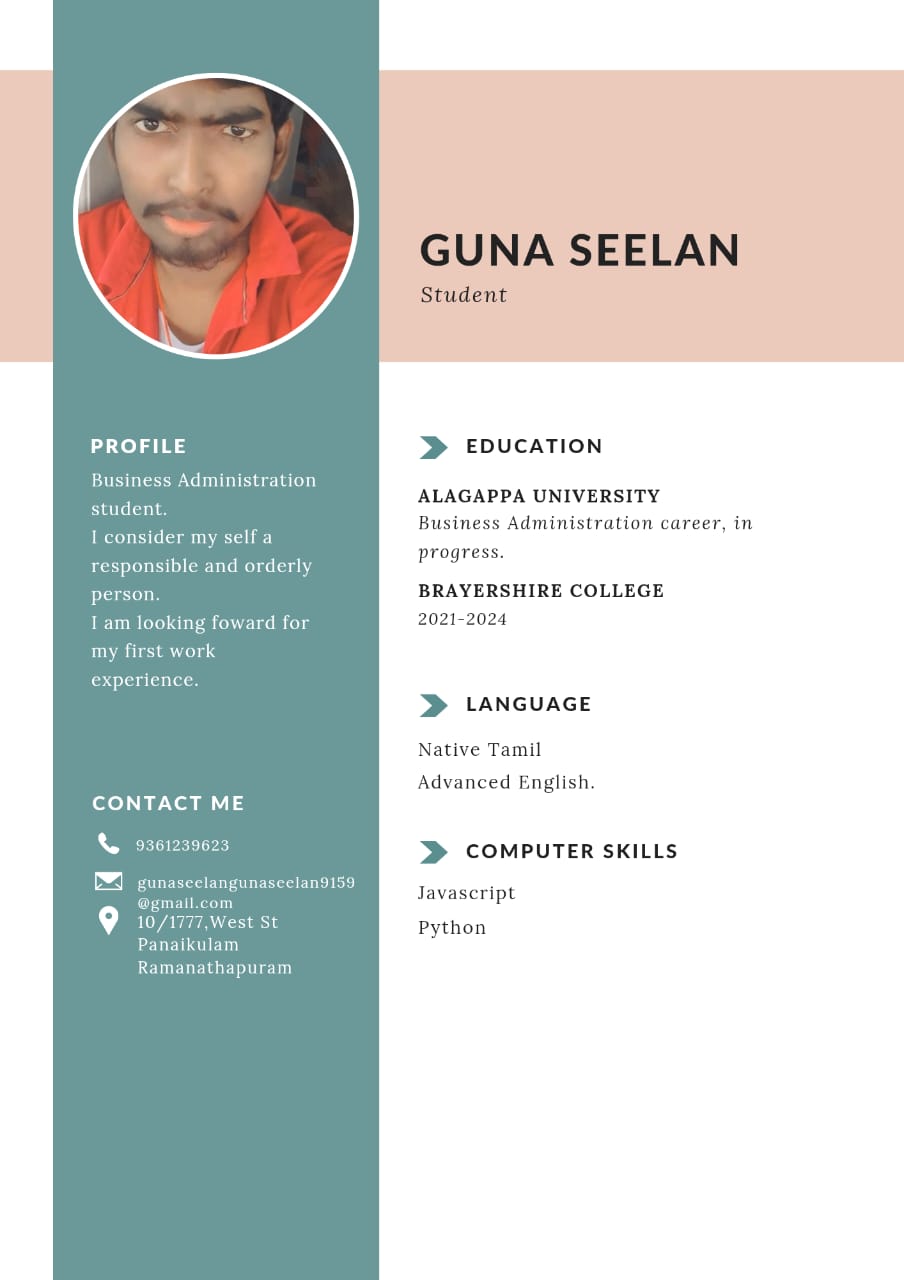 GUNA SEELAN
Student
PROFILE
Business Administration
student.
I consider my self a
responsible and orderly
person.
I am looking foward for
my first work
experience.
CONTACT ME
9361239623
gunaseelangunaseelan9159
@gmail.com
10/1777,West St
Panaikulam
Ramanathapuram
EDUCATION
ALAGAPPA UNIVERSITY
Business Administration career, in
progress.
BRAYERSHIRE COLLEGE
2021-2024
LANGUAGE
Native Tamil
Advanced English.
COMPUTER SKILLS
Javascript
Python